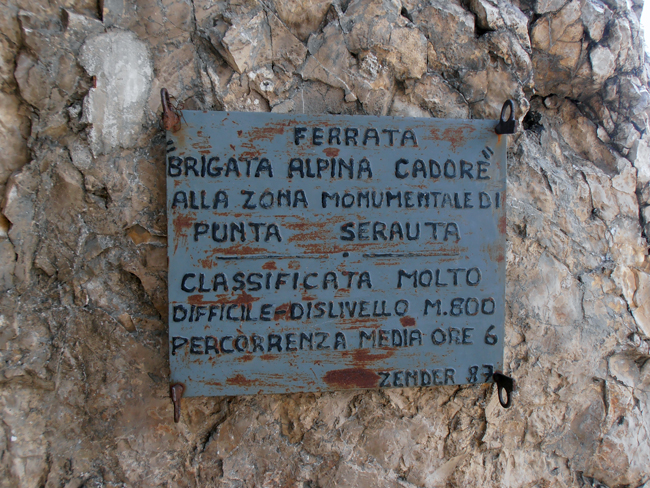 FERRATA
"BRIGATA ALPINA CADORE"
ALLA ZONA MONUMENTALE DI
PUNTA SERAUTA
CLASSIFICATA MOLTO
DIFFICILE-DISLIVELLO M.800
PERCORRENZA MEDIA ORE 6
ZENDER 87